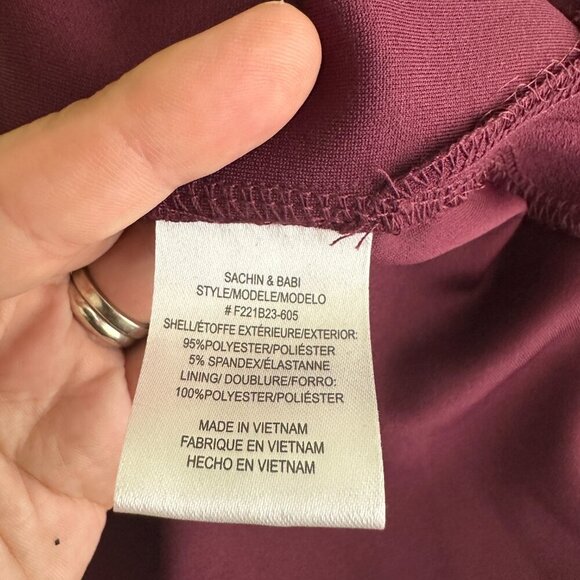 SACHIN & BABI
STYLE/MODELE/MODELO
# F221B23-605
SHELL/ÉTOFFE EXTÉRIEURE/EXTERIOR:
95%POLYESTER/POLIÉSTER
5% SPANDEX/ÉLASTANNE
LINING/ DOUBLURE/FORRO:
100%POLYESTER/POLIÉSTER
MADE IN VIETNAM
FABRIQUE EN VIETNAM
HECHO EN VIETNAM